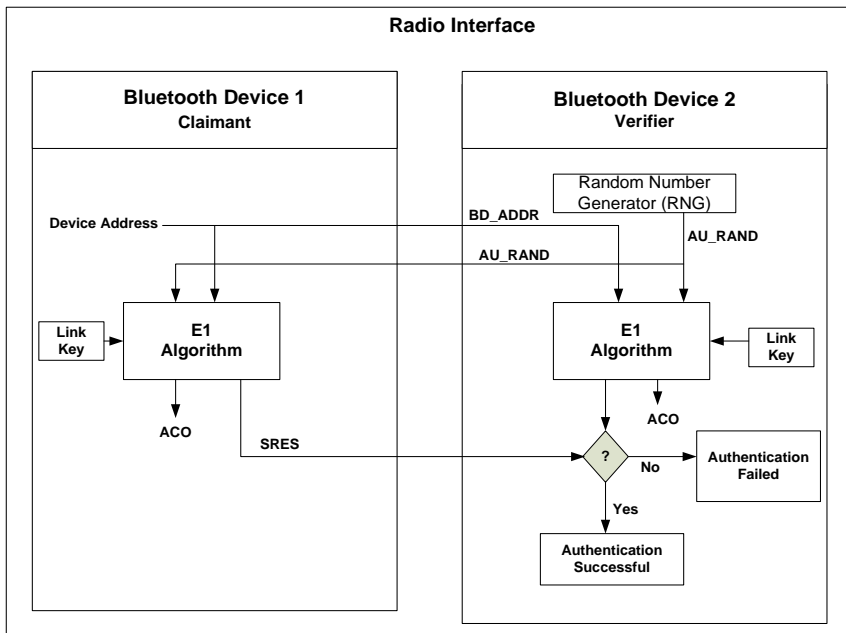 Radio Interface
Bluetooth Device 1
Claimant
Bluetooth Device 2
Verifier
Random Number
Generator (RNG)
Device Address
BD_ADDR
AU_RAND
AU_RAND
Link
Key
E1
Algorithm
E1
Algorithm
Link
Key
ACO
ACO
SRES
?
No
Authentication
Failed
Yes
Authentication
Successful